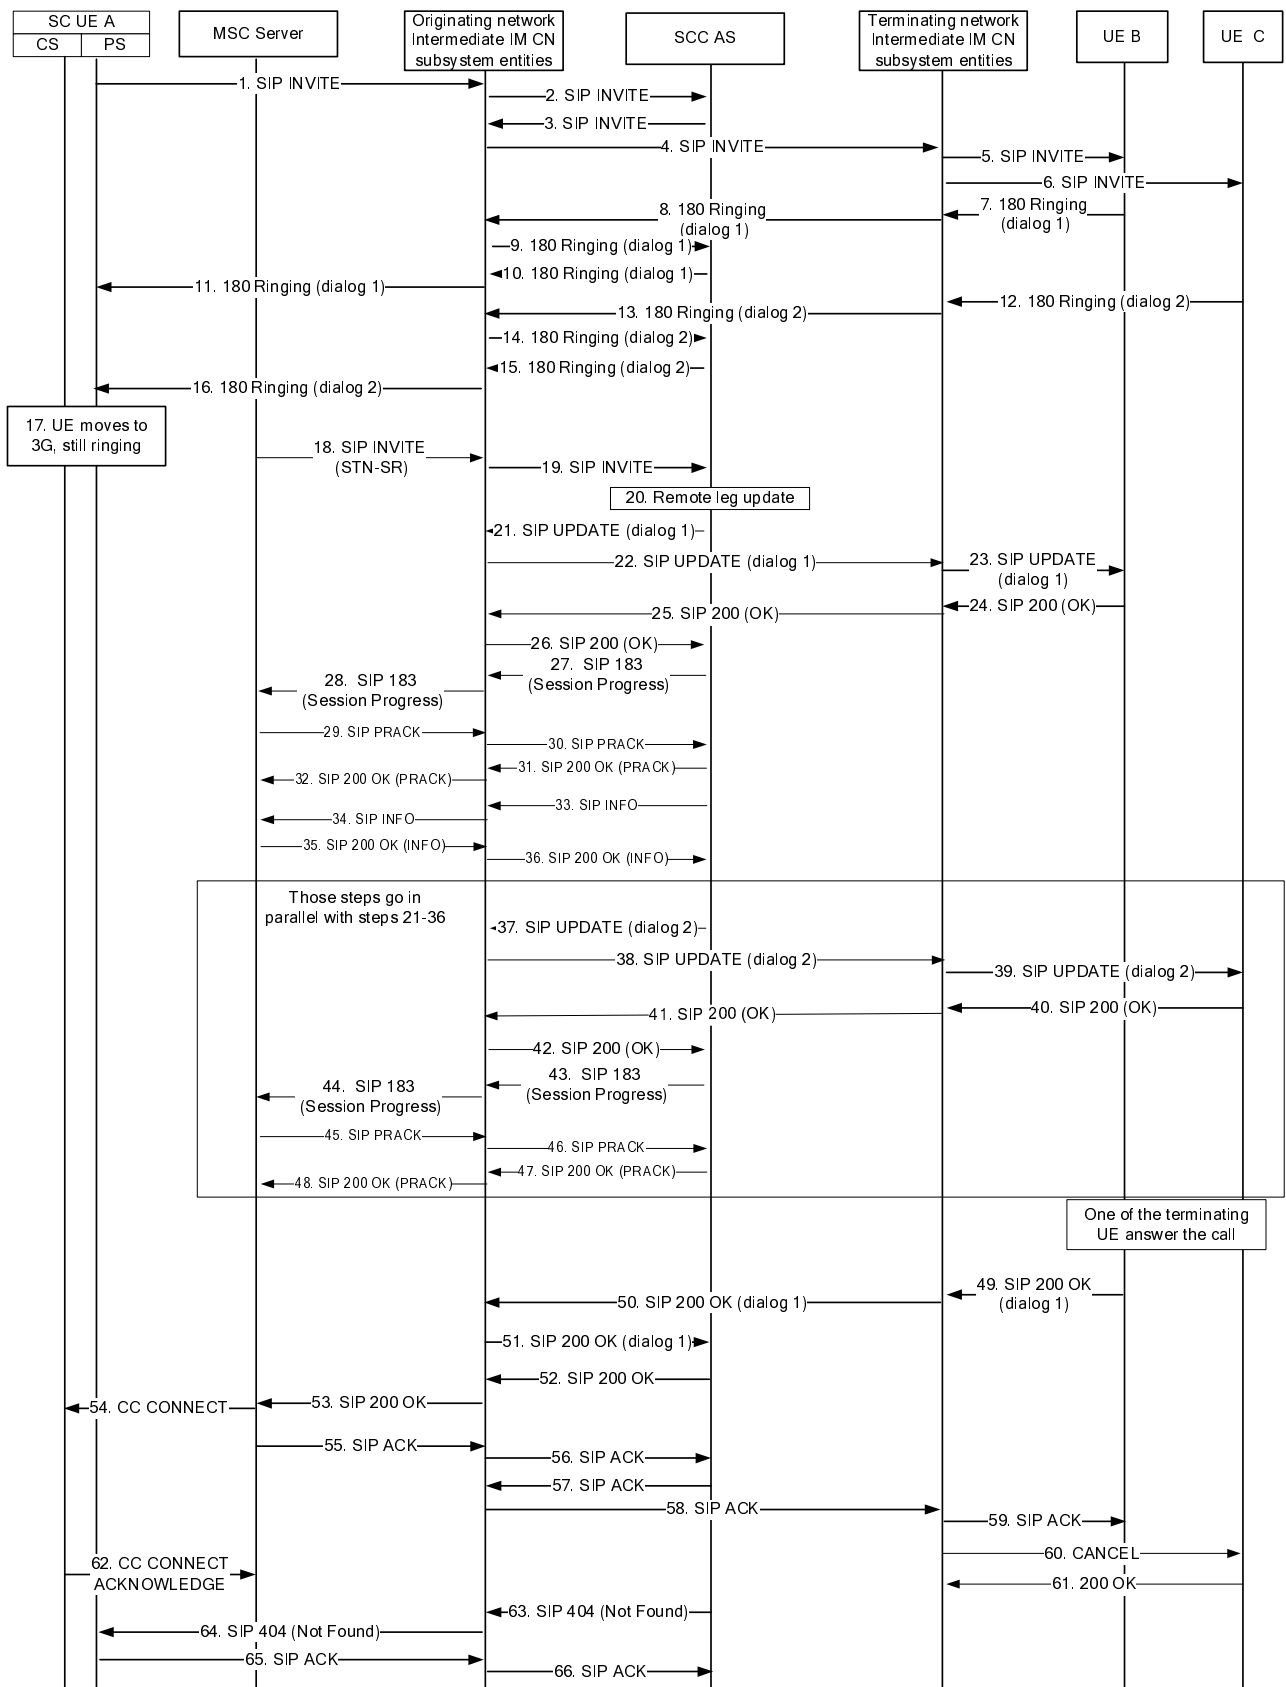 SC UE A
CS
PS
MSC Server
Originating network
Intermediate IM CN
subsystem entities
SCC AS
Terminating network
Intermediate IM CN
subsystem entities
UE B
UE C
1. SIP INVITE
2. SIP INVITE
3. SIP INVITE
4. SIP INVITE
5. SIP INVITE
6. SIP INVITE
7. 180 Ringing
(dialog 1)
8. 180 Ringing
(dialog 1)
9. 180 Ringing (dialog 1)
10. 180 Ringing (dialog 1)
11. 180 Ringing (dialog 1)
12. 180 Ringing (dialog 2)
13. 180 Ringing (dialog 2)
14. 180 Ringing (dialog 2)
15. 180 Ringing (dialog 2)
16. 180 Ringing (dialog 2)
17. UE moves to
3G, still ringing
18. SIP INVITE
(STN-SR)
19. SIP INVITE
20. Remote leg update
21. SIP UPDATE (dialog 1)
22. SIP UPDATE (dialog 1)
23. SIP UPDATE
(dialog 1)
24. SIP 200 (OK)
25. SIP 200 (OK)
26. SIP 200 (OK)
27. SIP 183
(Session Progress)
28. SIP 183
(Session Progress)
29. SIP PRACK
30. SIP PRACK
31. SIP 200 OK (PRACK)
32. SIP 200 OK (PRACK)
33. SIP INFO
34. SIP INFO
35. SIP 200 OK (INFO)
36. SIP 200 OK (INFO)
Those steps go in
parallel with steps 21-36
37. SIP UPDATE (dialog 2)
38. SIP UPDATE (dialog 2)
39. SIP UPDATE (dialog 2)
40. SIP 200 (OK)
41. SIP 200 (OK)
42. SIP 200 (OK)
43. SIP 183
(Session Progress)
44. SIP 183
(Session Progress)
45. SIP PRACK
46. SIP PRACK
47. SIP 200 OK (PRACK)
48. SIP 200 OK (PRACK)
One of the terminating
UE answer the call
49. SIP 200 OK
(dialog 1)
50. SIP 200 OK (dialog 1)
51. SIP 200 OK (dialog 1)
52. SIP 200 OK
53. SIP 200 OK
54. CC CONNECT
55. SIP ACK
56. SIP ACK
57. SIP ACK
58. SIP ACK
59. SIP ACK
60. CANCEL
61. 200 OK
62. CC CONNECT
ACKNOWLEDGE
63. SIP 404 (Not Found)
64. SIP 404 (Not Found)
65. SIP ACK
66. SIP ACK